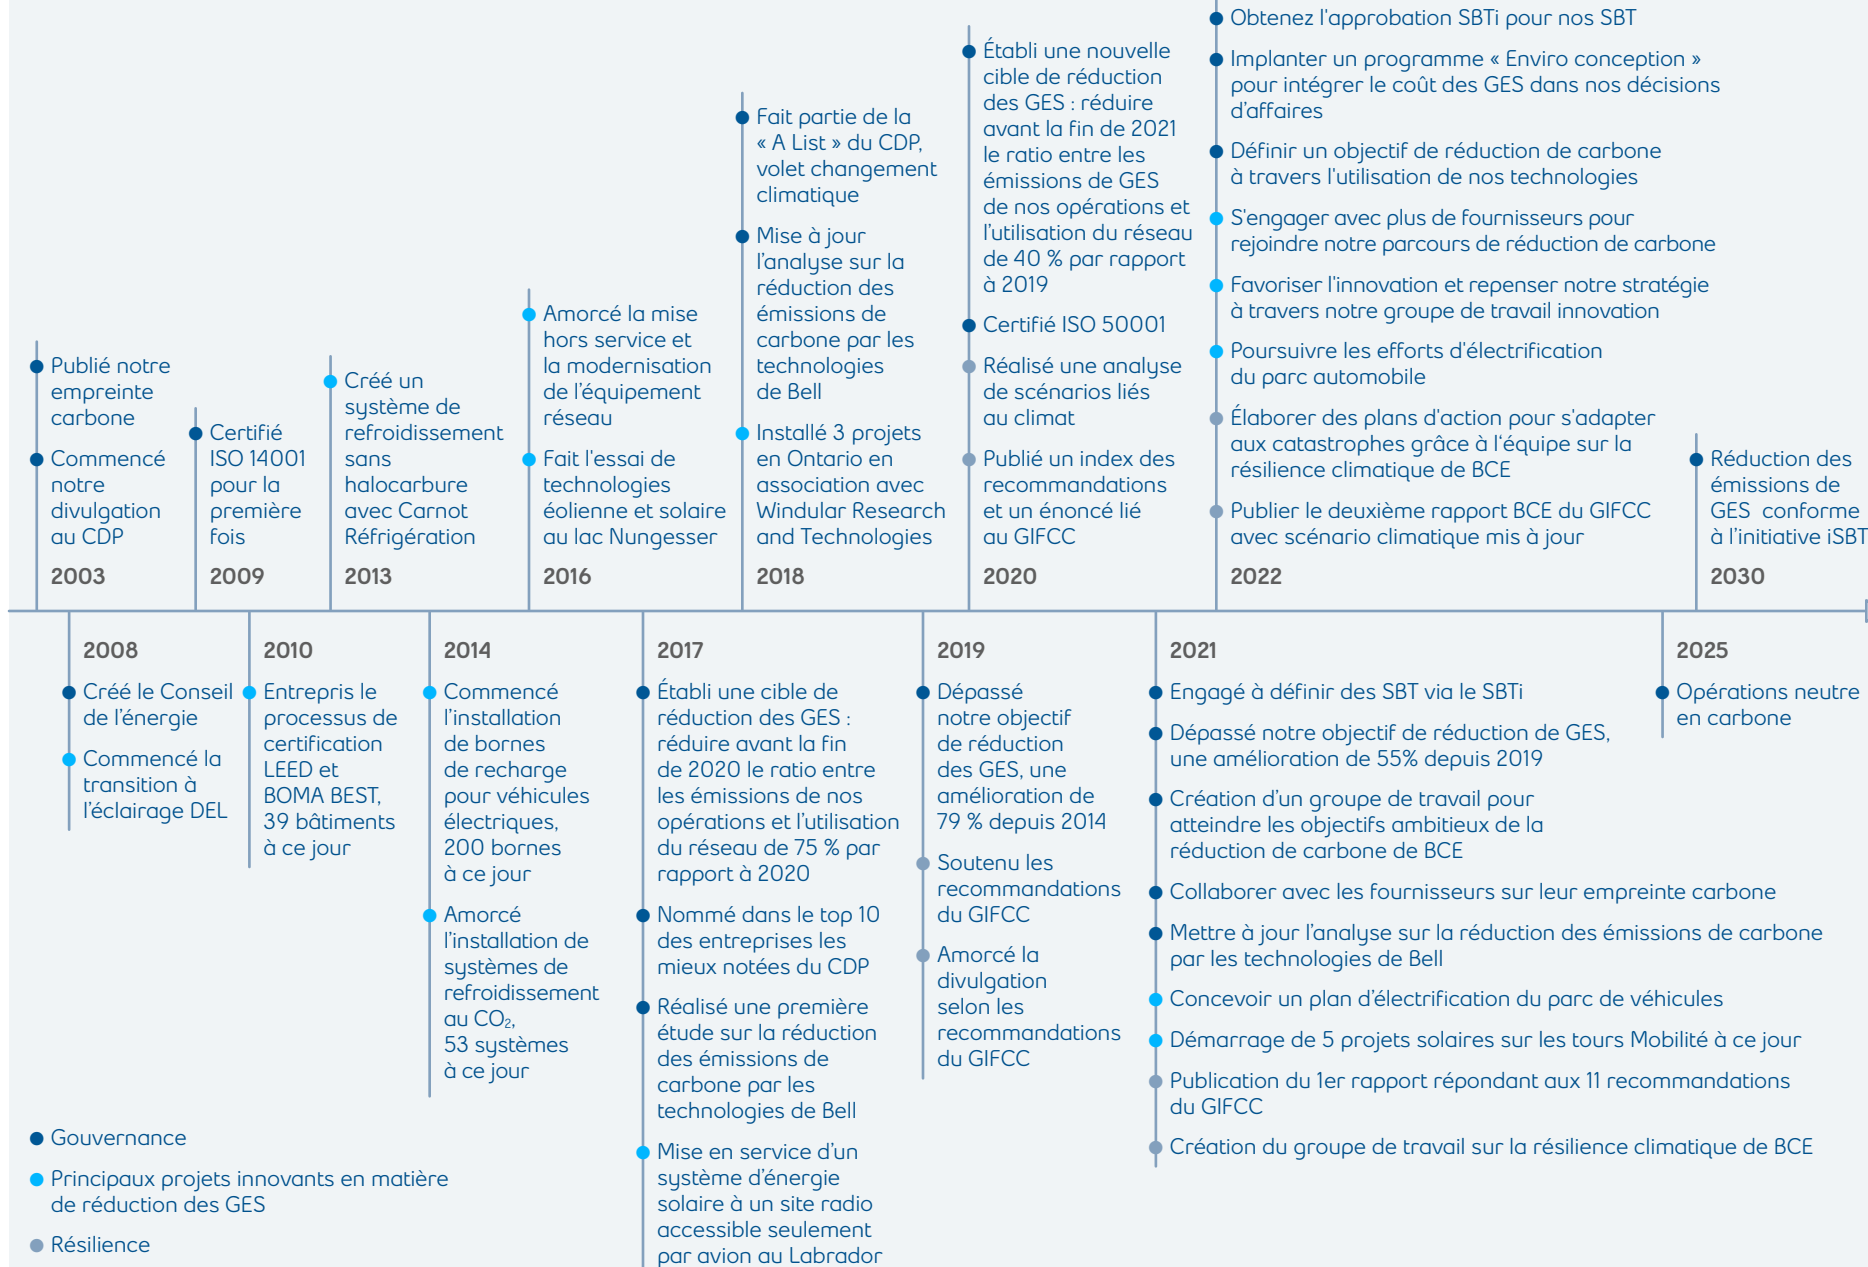 Publié notre
empreinte
carbone
Commencé
notre
divulgation
au CDP
2003
Certifié
ISO 14001
pour la
première
fois
2009
Créé un
système de
refroidissement
sans
halocarbure
avec Carnot
Réfrigération
2013
Amorcé la mise
hors service et
la modernisation
de l'équipement
réseau
Fait l'essai de
technologies
éolienne et solaire
au lac Nungesser
2016
Fait partie de la
« A List » du CDP,
volet changement
climatique
Mise à jour
l'analyse sur la
réduction des
émissions de
carbone par les
technologies
de Bell
Installé 3 projets
en Ontario en
association avec
Windular Research
and Technologies
2018
Établi une nouvelle
cible de réduction
des GES : réduire
avant la fin de 2021
le ratio entre les
émissions de GES
de nos opérations et
l'utilisation du réseau
de 40 % par rapport
à 2019
Certifié ISO 50001
Réalisé une analyse
de scénarios liés
au climat
Publié un index des
recommandations
et un énoncé lié
au GIFCC
2020
Obtenez l'approbation SBTi pour nos SBT
Implanter un programme « Enviro conception »
pour intégrer le coût des GES dans nos décisions
d'affaires
Définir un objectif de réduction de carbone
à travers l'utilisation de nos technologies
S'engager avec plus de fournisseurs pour
rejoindre notre parcours de réduction de carbone
Favoriser l'innovation et repenser notre stratégie
à travers notre groupe de travail innovation
Poursuivre les efforts d'électrification
du parc automobile
Élaborer des plans d'action pour s'adapter
aux catastrophes grâce à l'équipe sur la
résilience climatique de BCE
Publier le deuxième rapport BCE du GIFCC
avec scénario climatique mis à jour
2022
Réduction des
émissions de
GES conforme
à l'initiative iSBT
2030
2008
Créé le Conseil
de l'énergie
Commencé la
transition à
l'éclairage DEL
2010
Entrepris le
processus de
certification
LEED et
BOMA BEST,
39 bâtiments
à ce jour
2014
Commencé
l'installation
de bornes
de recharge
pour véhicules
électriques,
200 bornes
à ce jour
Amorcé
l'installation de
systèmes de
refroidissement
au CO₂,
53 systèmes
à ce jour
2017
Établi une cible de
réduction des GES :
réduire avant la fin
de 2020 le ratio entre
les émissions de nos
opérations et l'utilisation
du réseau de 75 % par
rapport à 2020
Nommé dans le top 10
des entreprises les
mieux notées du CDP
Réalisé une première
étude sur la réduction
des émissions de
carbone par les
technologies de Bell
Mise en service d'un
système d'énergie
solaire à un site radio
accessible seulement
par avion au Labrador
2019
Dépassé
notre objectif
de réduction
des GES, une
amélioration de
79 % depuis 2014
Soutenu les
recommandations
du GIFCC
Amorcé la
divulgation
selon les
recommandations
du GIFCC
2021
Engagé à définir des SBT via le SBTi
Dépassé notre objectif de réduction de GES,
une amélioration de 55% depuis 2019
Création d'un groupe de travail pour
atteindre les objectifs ambitieux de la
réduction de carbone de BCE
Collaborer avec les fournisseurs sur leur empreinte carbone
Mettre à jour l'analyse sur la réduction des émissions de carbone
par les technologies de Bell
Concevoir un plan d'électrification du parc de véhicules
Démarrage de 5 projets solaires sur les tours Mobilité à ce jour
Publication du 1er rapport répondant aux 11 recommandations
du GIFCC
Création du groupe de travail sur la résilience climatique de BCE
2025
Opérations neutre
en carbone
Gouvernance
Principaux projets innovants en matière
de réduction des GES
Résilience